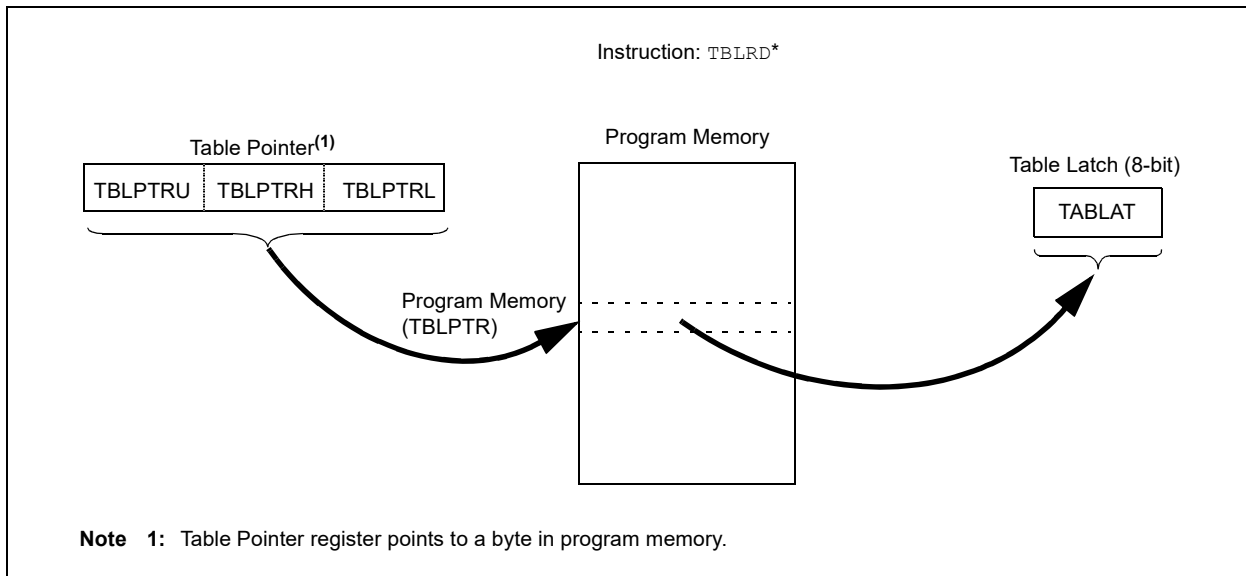 Instruction: TBLRD*
Table Pointer(1)
TBLPTRU TBLPTRH TBLPTRL
Program Memory
(TBLPTR)
Program Memory
Table Latch (8-bit)
TABLAT
Note 1: Table Pointer register points to a byte in program memory.